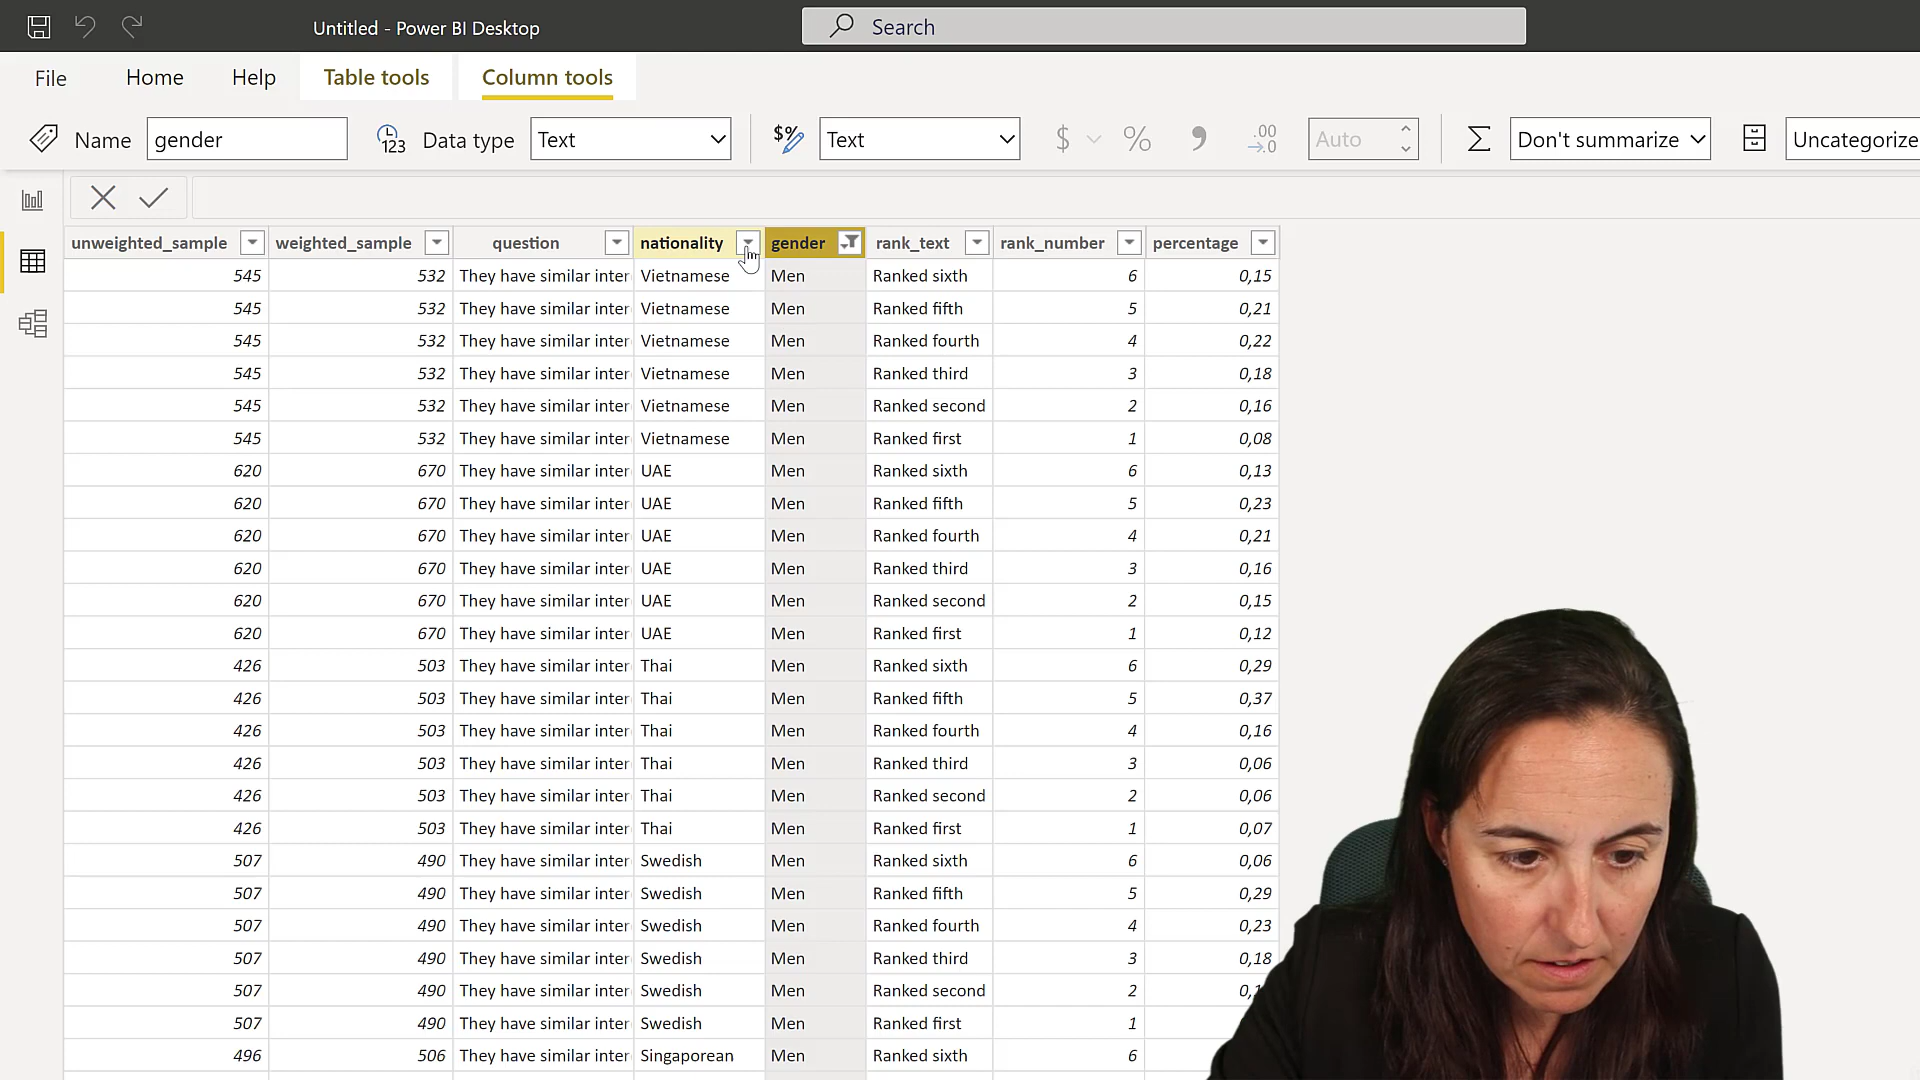 Untitled - Power BI Desktop
Search
File Home Help Table tools Column tools
Name gender 123 Data type Text $% Text $ % , .00 →.0 Auto Σ Don't summarize Uncategorize
unweighted_sample weighted_sample question nationality gender rank_text rank_number percentage
545 532 They have similar inter Vietnamese Men Ranked sixth 6 0,15
545 532 They have similar inter Vietnamese Men Ranked fifth 5 0,21
545 532 They have similar inter Vietnamese Men Ranked fourth 4 0,22
545 532 They have similar inter Vietnamese Men Ranked third 3 0,18
545 532 They have similar inter Vietnamese Men Ranked second 2 0,16
545 532 They have similar inter Vietnamese Men Ranked first 1 0,08
620 670 They have similar inter UAE Men Ranked sixth 6 0,13
620 670 They have similar inter UAE Men Ranked fifth 5 0,23
620 670 They have similar inter UAE Men Ranked fourth 4 0,21
620 670 They have similar inter UAE Men Ranked third 3 0,16
620 670 They have similar inter UAE Men Ranked second 2 0,15
620 670 They have similar inter UAE Men Ranked first 1 0,12
426 503 They have similar inter Thai Men Ranked sixth 6 0,29
426 503 They have similar inter Thai Men Ranked fifth 5 0,37
426 503 They have similar inter Thai Men Ranked fourth 4 0,16
426 503 They have similar inter Thai Men Ranked third 3 0,06
426 503 They have similar inter Thai Men Ranked second 2 0,06
426 503 They have similar inter Thai Men Ranked first 1 0,07
507 490 They have similar inter Swedish Men Ranked sixth 6 0,06
507 490 They have similar inter Swedish Men Ranked fifth 5 0,29
507 490 They have similar inter Swedish Men Ranked fourth 4 0,23
507 490 They have similar inter Swedish Men Ranked third 3 0,18
507 490 They have similar inter Swedish Men Ranked second 2
507 490 They have similar inter Swedish Men Ranked first 1
496 506 They have similar inter Singaporean Men Ranked sixth 6